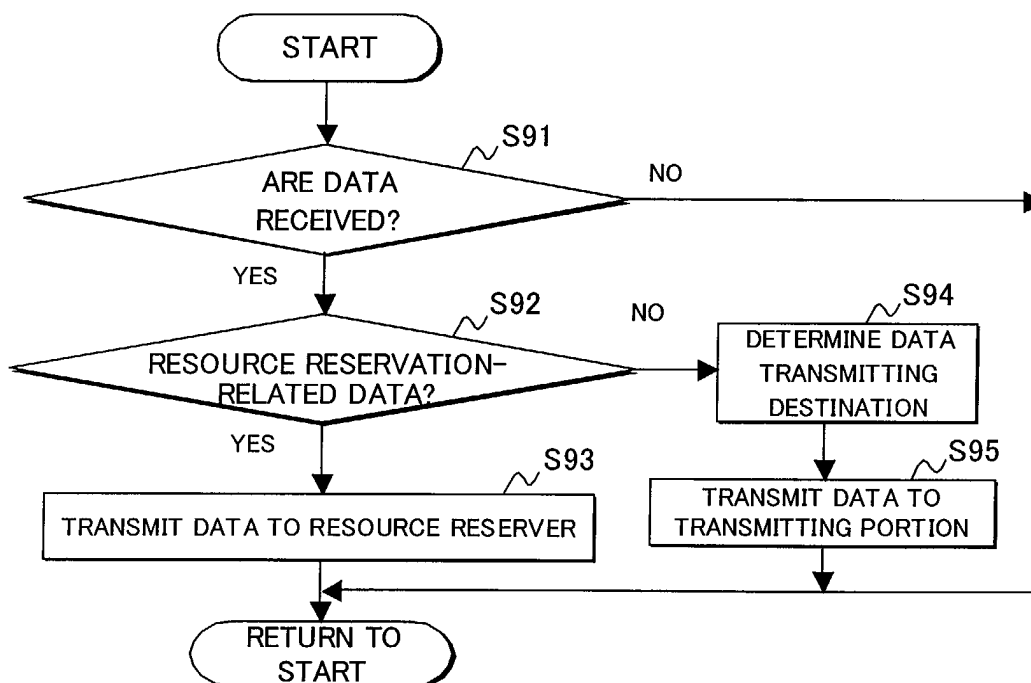 START
S91
ARE DATA
RECEIVED?
NO
YES
S92
RESOURCE RESERVATION-
RELATED DATA?
NO
S94
DETERMINE DATA
TRANSMITTING
DESTINATION
YES
S93
TRANSMIT DATA TO RESOURCE RESERVER
S95
TRANSMIT DATA TO
TRANSMITTING PORTION
RETURN TO
START